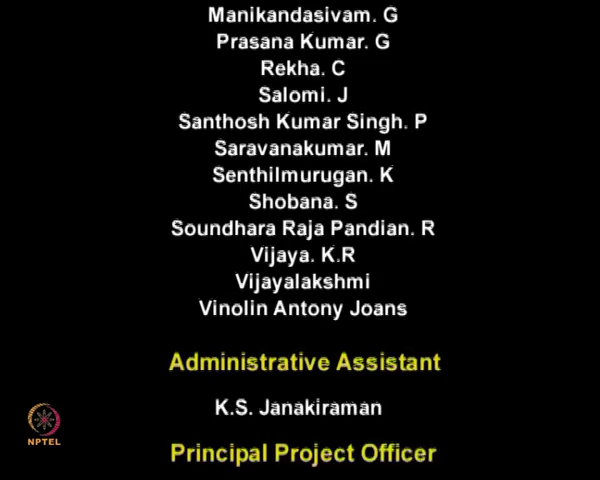 Manikandasivam. G
Prasana Kumar. G
Rekha. C
Salomi. J
Santhosh Kumar Singh. P
Saravanakumar. M
Senthilmurugan. K
Shobana. S
Soundhara Raja Pandian. R
Vijaya. K.R
Vijayalakshmi
Vinolin Antony Joans
Administrative Assistant
K.S. Janakiraman
NPTEL
Principal Project Officer